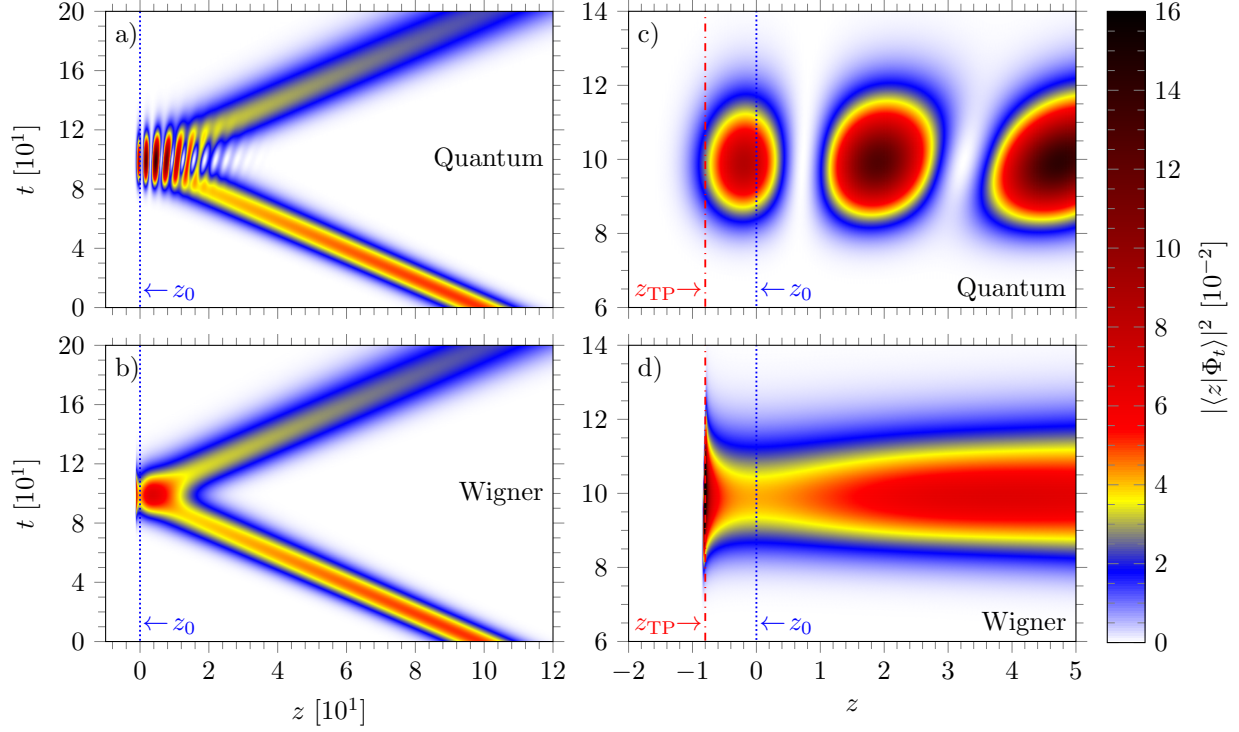 a)
Quantum
z₀
20
16
12
8
4
0
t [10¹]
b)
Wigner
z₀
20
16
12
8
4
0
t [10¹]
0 2 4 6 8 10 12
z [10¹]
c)
Quantum
z_TP
z₀
14
12
10
8
6
d)
Wigner
z_TP
z₀
14
12
10
8
6
−2 −1 0 1 2 3 4 5
z
16
14
12
10
8
6
4
2
0
|⟨z|Φₜ⟩|² [10⁻²]